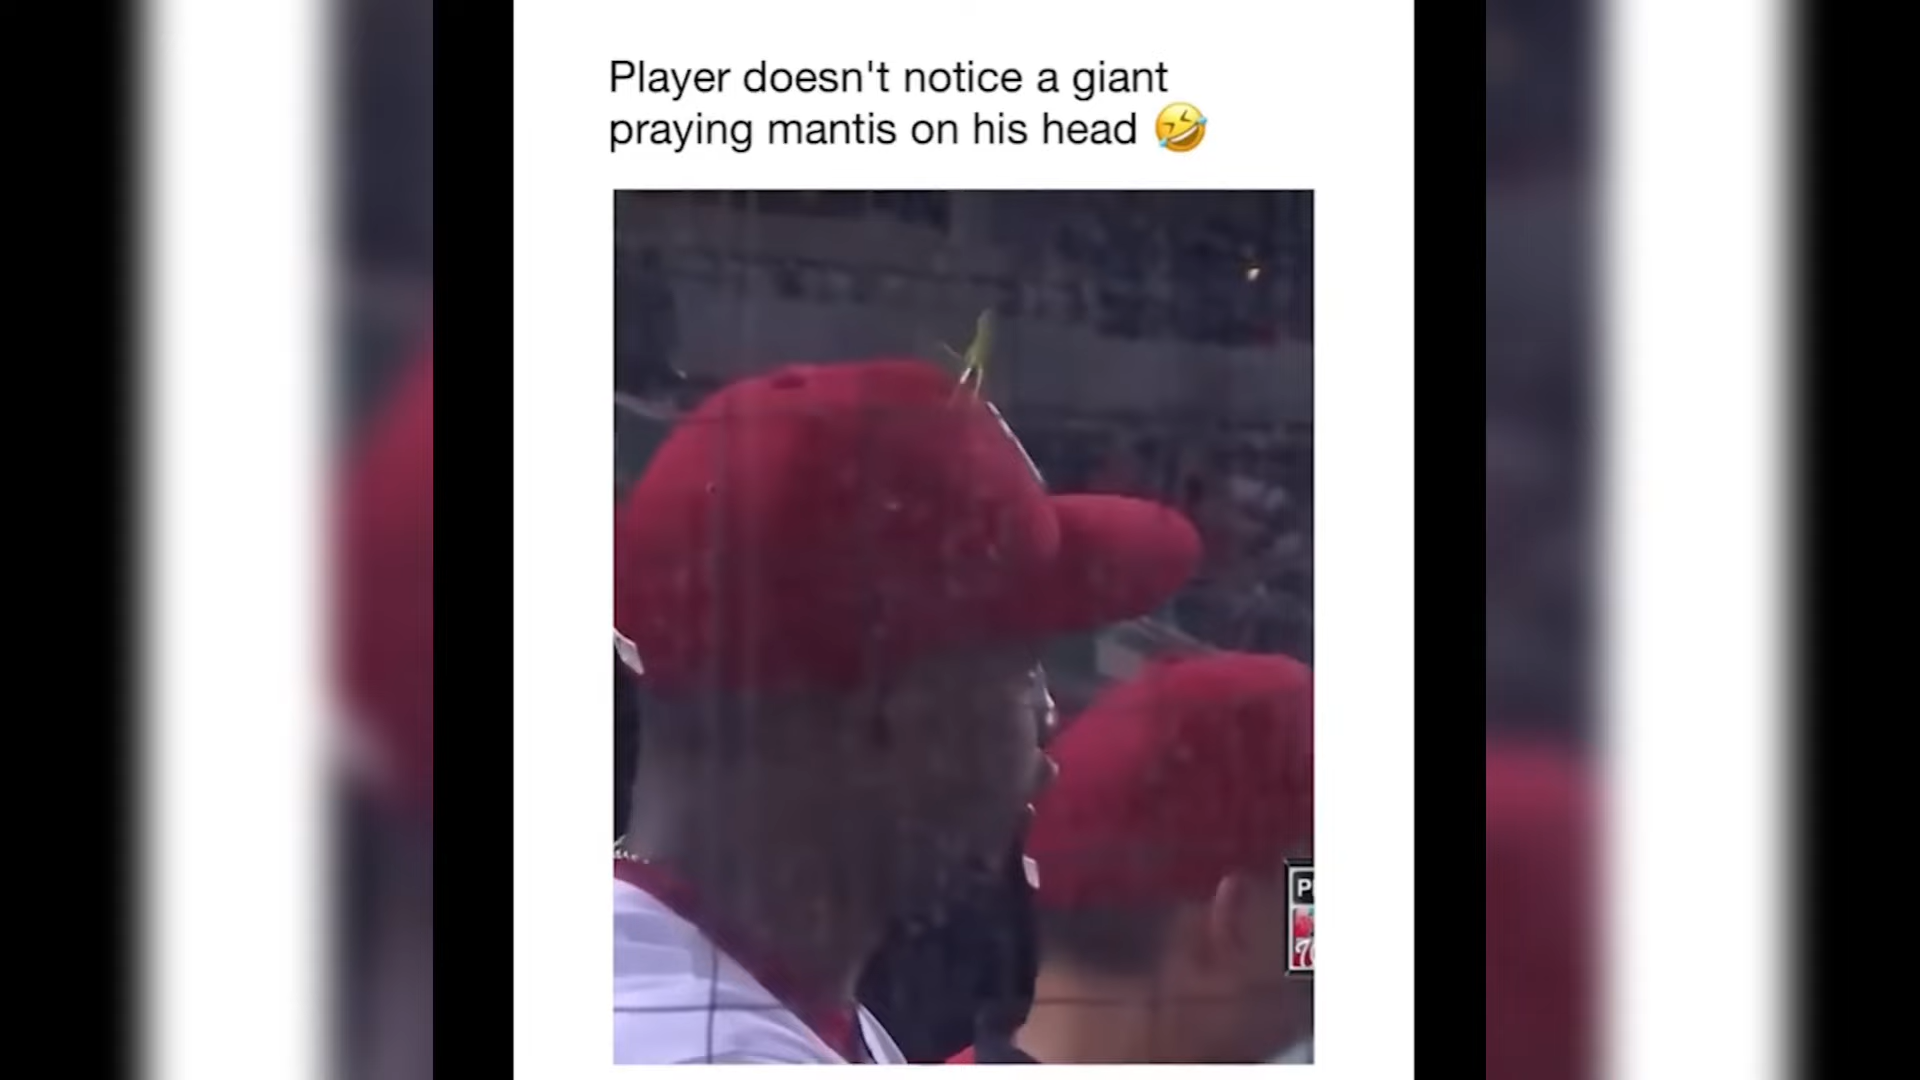 Player doesn't notice a giant
praying mantis on his head 🤣